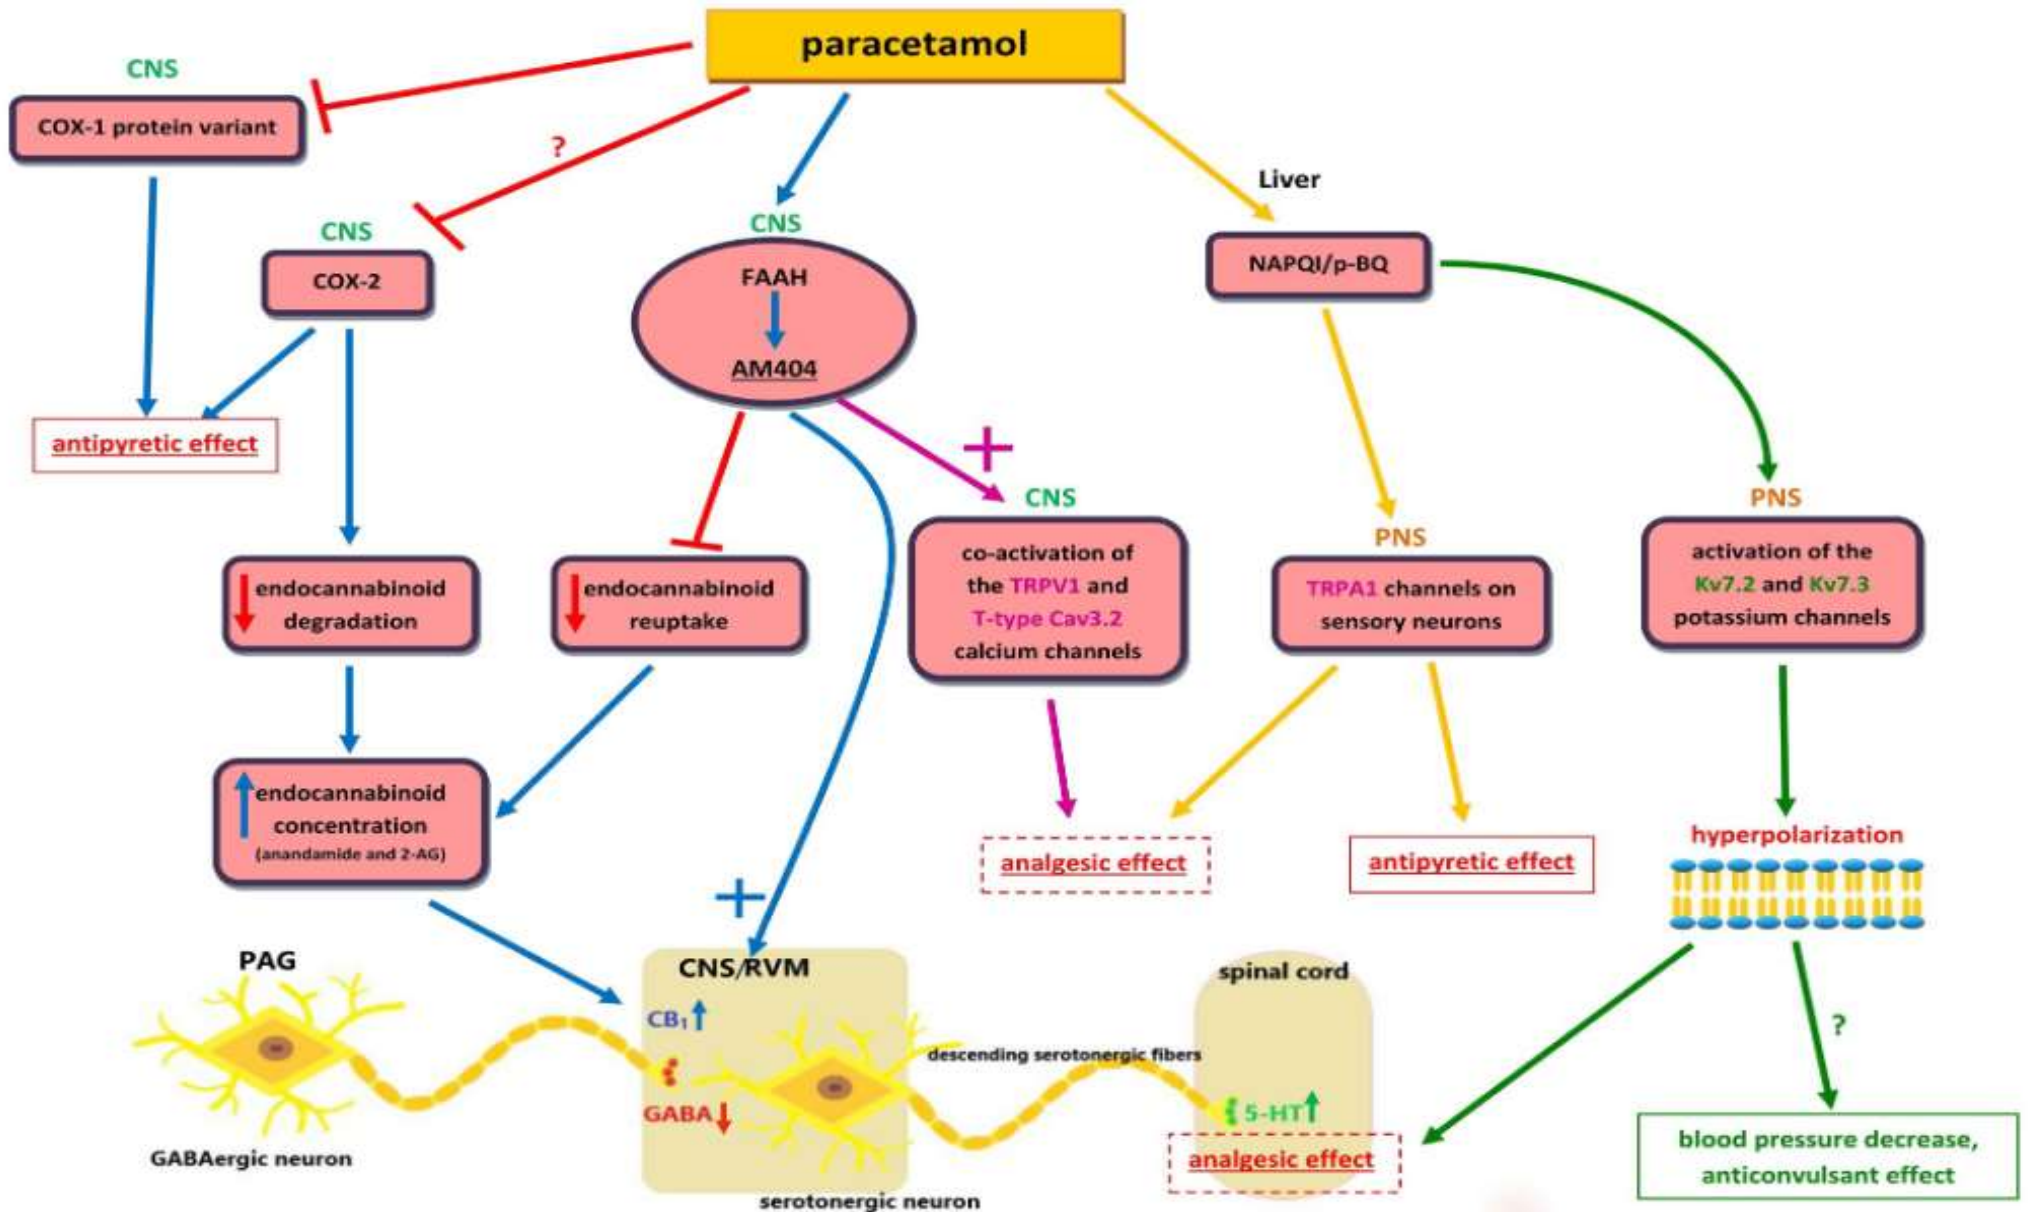 paracetamol
CNS
COX-1 protein variant
?
Liver
CNS
COX-2
CNS
FAAH
AM404
NAPQI/p-BQ
antipyretic effect
+
CNS
co-activation of
the TRPV1 and
T-type Cav3.2
calcium channels
PNS
TRPA1 channels on
sensory neurons
PNS
activation of the
Kv7.2 and Kv7.3
potassium channels
endocannabinoid
degradation
endocannabinoid
reuptake
endocannabinoid
concentration
(anandamide and 2-AG)
analgesic effect
antipyretic effect
hyperpolarization
+
PAG
CNS/RVM
spinal cord
CB₁
?
descending serotonergic fibers
GABA
5-HT
GABAergic neuron
analgesic effect
serotonergic neuron
blood pressure decrease,
anticonvulsant effect